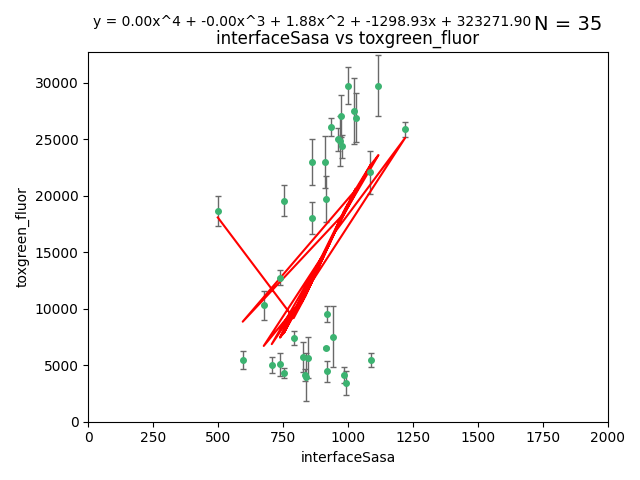 y = 0.00x^4 + -0.00x^3 + 1.88x^2 + -1298.93x + 323271.90 N = 35
interfaceSasa vs toxgreen_fluor
30000
25000
20000
15000
10000
5000
0
toxgreen_fluor
0 250 500 750 1000 1250 1500 1750 2000
interfaceSasa